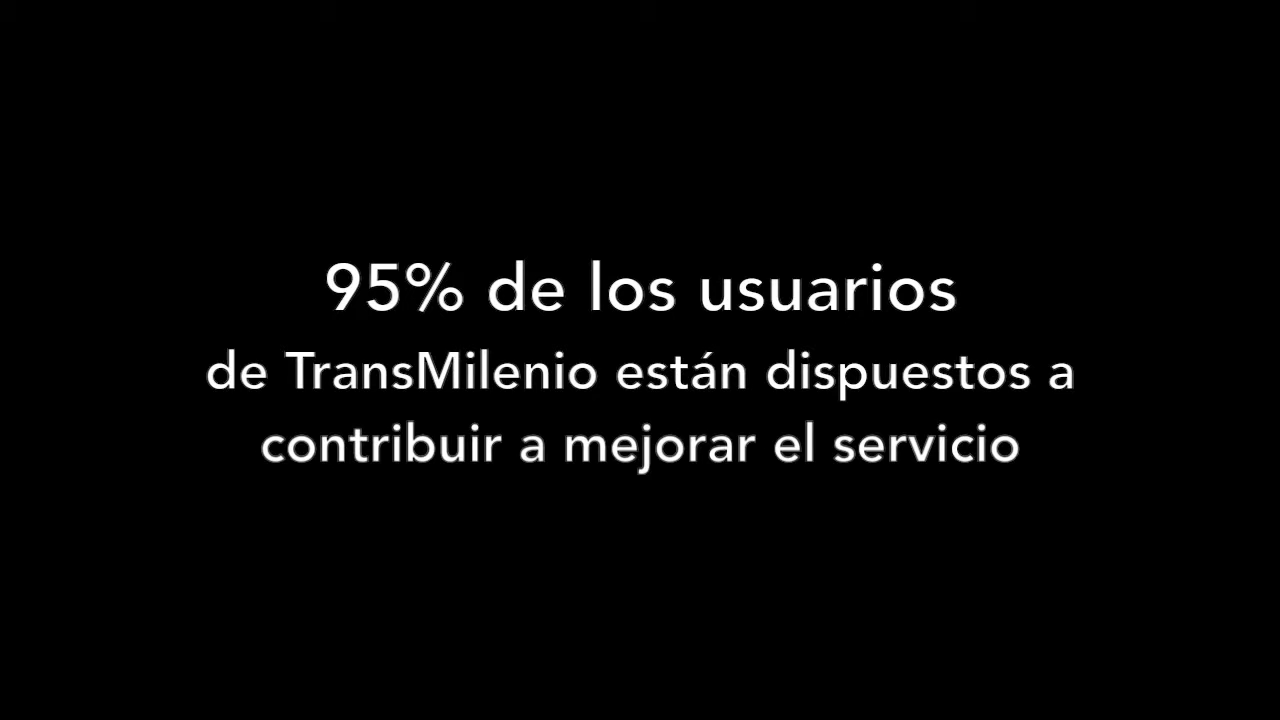 95% de los usuarios
de TransMilenio están dispuestos a
contribuir a mejorar el servicio